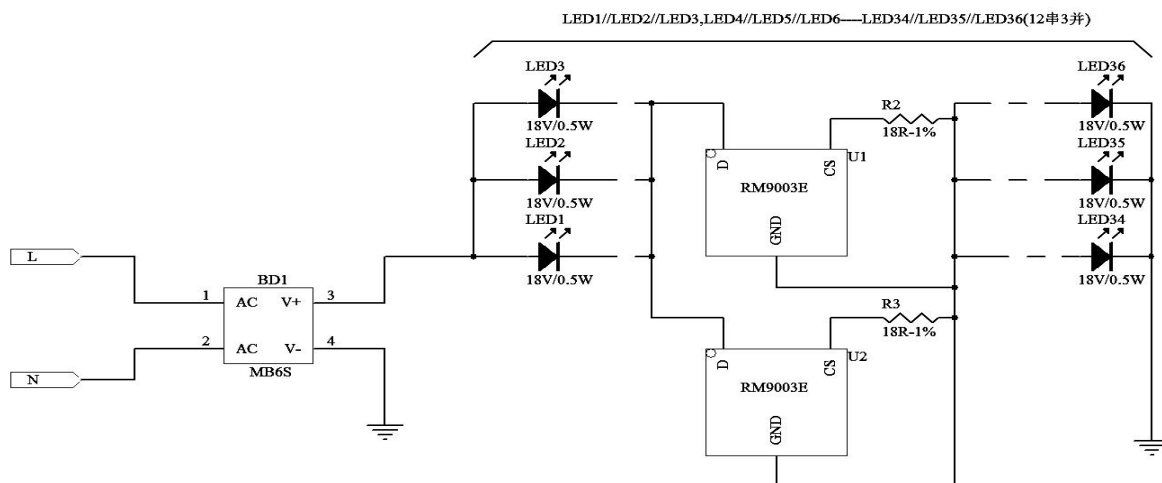 LED1//LED2//LED3,LED4//LED5//LED6----LED34//LED35//LED36(12串3并)
LED3
18V/0.5W
LED2
18V/0.5W
LED1
18V/0.5W
R2
18R-1%
U1
D
CS
RM9003E
GND
LED36
18V/0.5W
LED35
18V/0.5W
LED34
18V/0.5W
L
N
BD1
1
AC
V+
3
2
AC
V-
4
MB6S
R3
18R-1%
U2
D
CS
RM9003E
GND